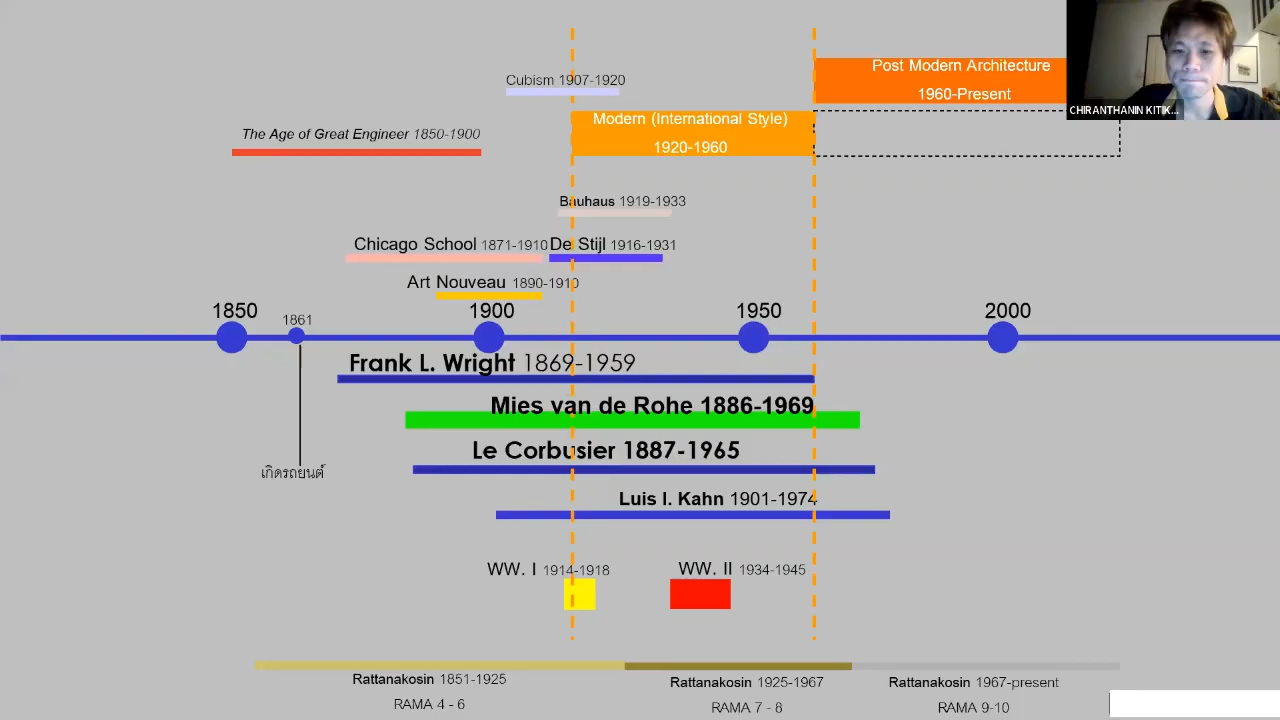 Cubism 1907-1920
Post Modern Architecture
1960-Present
CHIRANTHANIN KITIK...
The Age of Great Engineer 1850-1900
Modern (International Style)
1920-1960
Bauhaus 1919-1933
Chicago School 1871-1910
De Stijl 1916-1931
Art Nouveau 1890-1910
1850
1861
1900
1950
2000
Frank L. Wright 1869-1959
Mies van de Rohe 1886-1969
Le Corbusier 1887-1965
เกิดรถยนต์
Luis I. Kahn 1901-1974
WW. I 1914-1918
WW. II 1934-1945
Rattanakosin 1851-1925
RAMA 4 - 6
Rattanakosin 1925-1967
RAMA 7 - 8
Rattanakosin 1967-present
RAMA 9-10